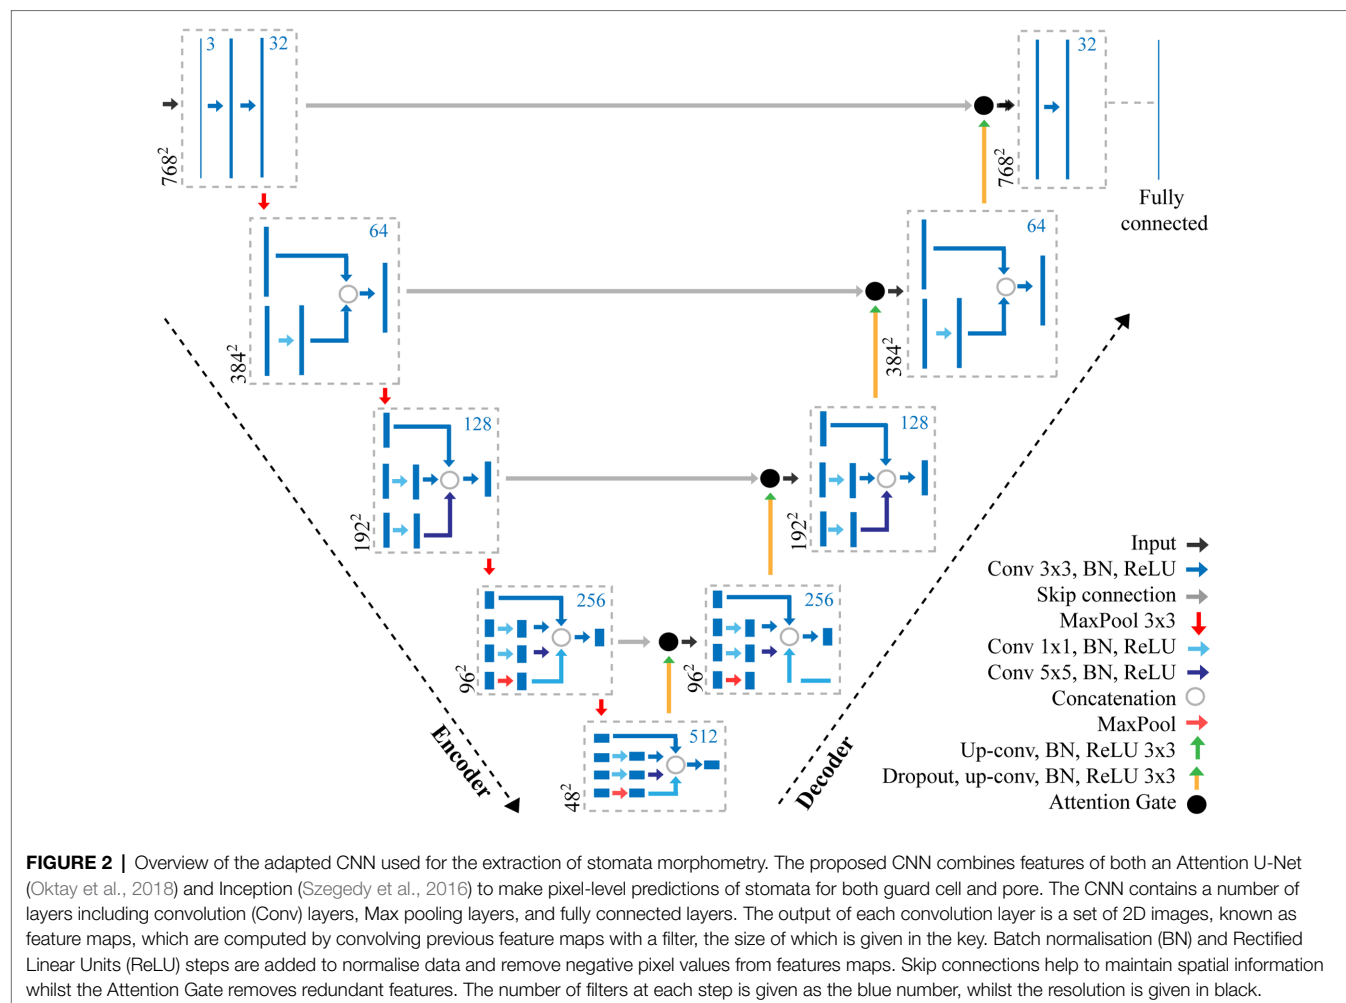 3
32
768²
32
768²
Fully
connected
64
384²
64
384²
128
192²
128
192²
256
96²
256
96²
512
48²
Encoder
Decoder
Input
Conv 3x3, BN, ReLU
Skip connection
MaxPool 3x3
Conv 1x1, BN, ReLU
Conv 5x5, BN, ReLU
Concatenation
MaxPool
Up-conv, BN, ReLU 3x3
Dropout, up-conv, BN, ReLU 3x3
Attention Gate
FIGURE 2 | Overview of the adapted CNN used for the extraction of stomata morphometry. The proposed CNN combines features of both an Attention U-Net
(Oktay et al., 2018) and Inception (Szegedy et al., 2016) to make pixel-level predictions of stomata for both guard cell and pore. The CNN contains a number of
layers including convolution (Conv) layers, Max pooling layers, and fully connected layers. The output of each convolution layer is a set of 2D images, known as
feature maps, which are computed by convolving previous feature maps with a filter, the size of which is given in the key. Batch normalisation (BN) and Rectified
Linear Units (ReLU) steps are added to normalise data and remove negative pixel values from features maps. Skip connections help to maintain spatial information
whilst the Attention Gate removes redundant features. The number of filters at each step is given as the blue number, whilst the resolution is given in black.